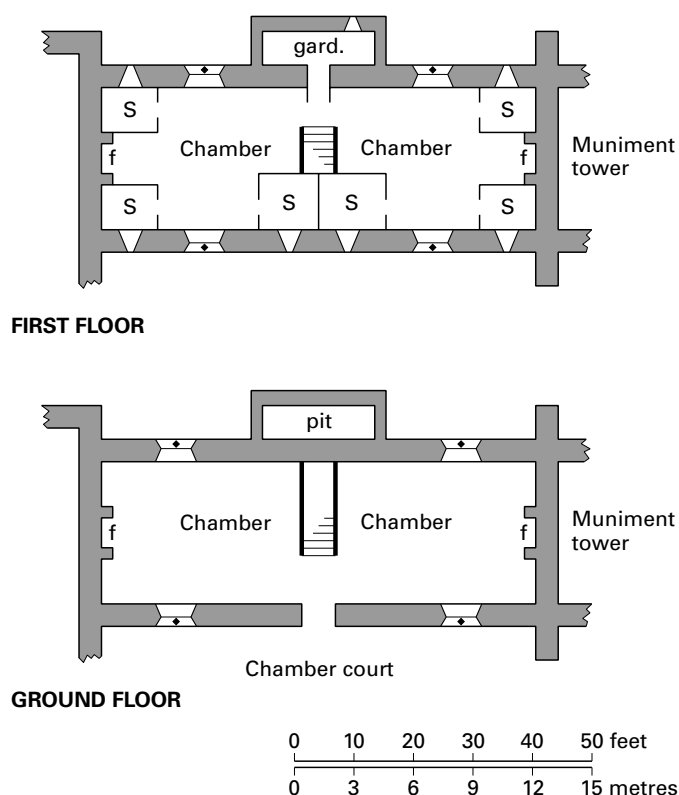 gard.
S
S
f
Chamber
Chamber
f
Muniment
tower
S
S
S
S
FIRST FLOOR
pit
f
Chamber
Chamber
f
Muniment
tower
Chamber court
GROUND FLOOR
0 10 20 30 40 50 feet
0 3 6 9 12 15 metres